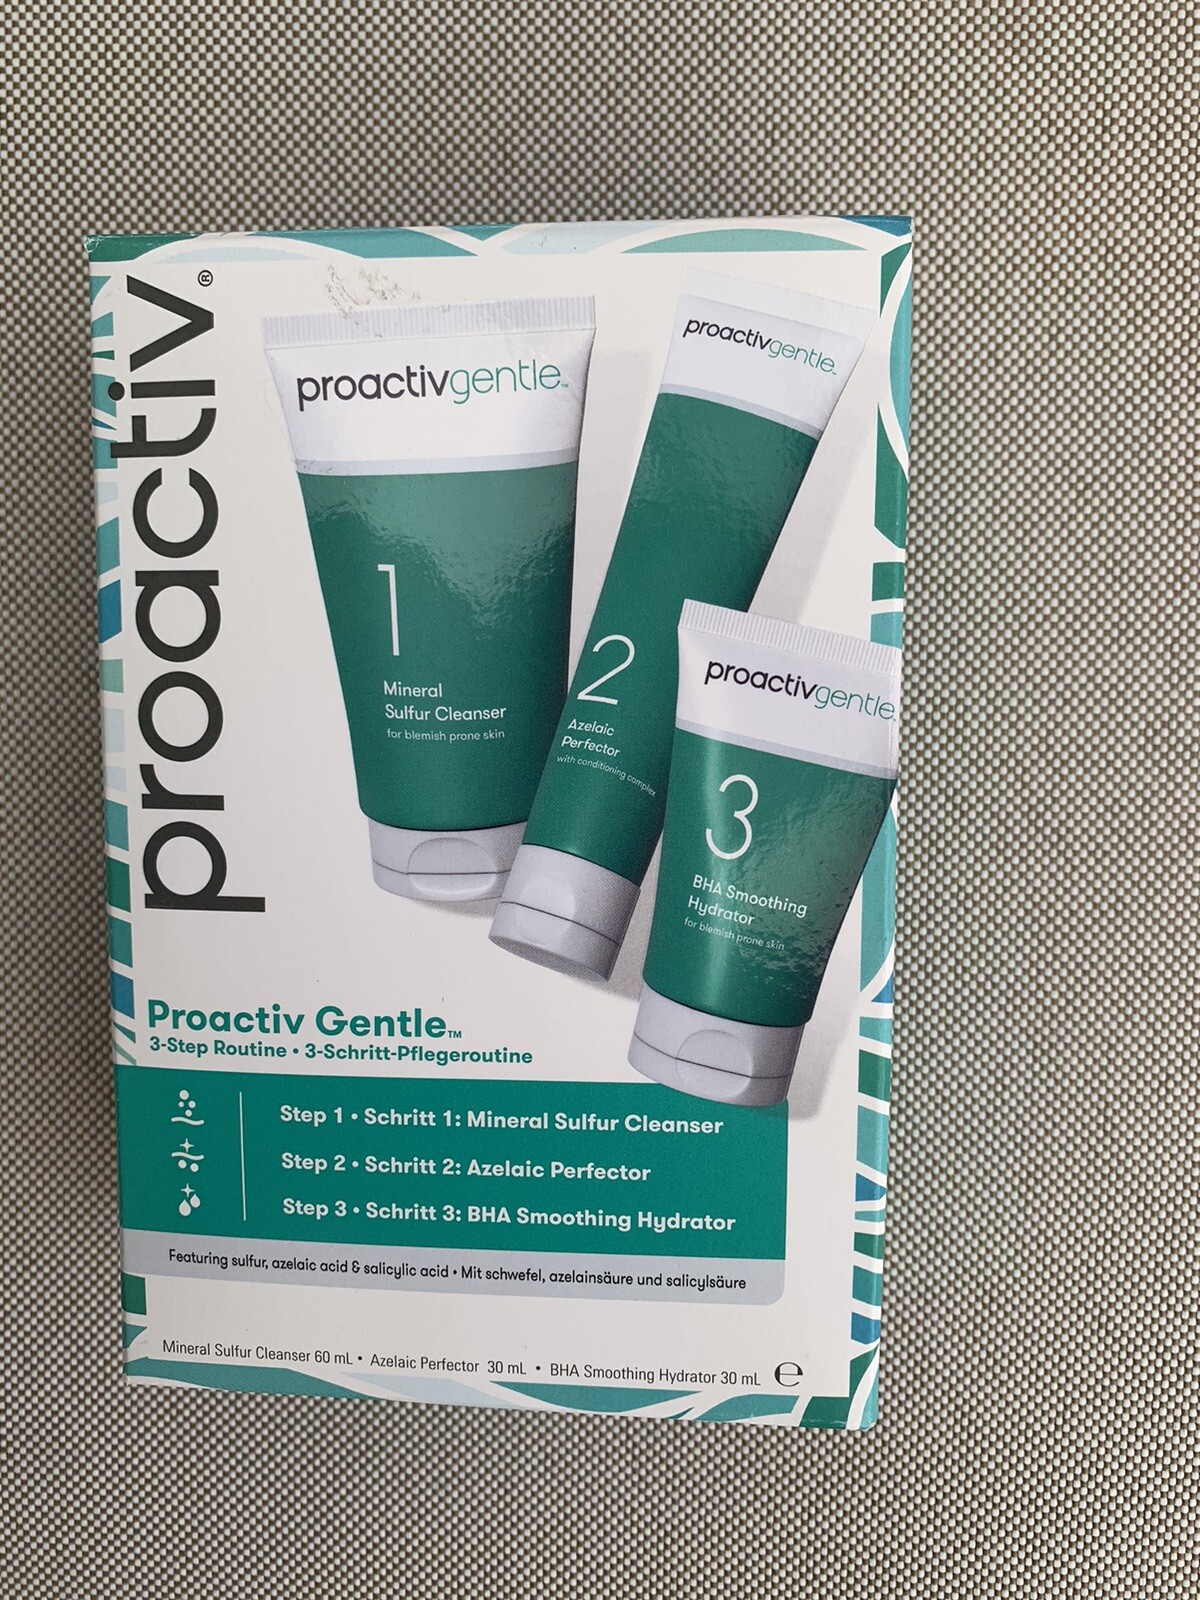 proactiv®
proactivgentle™
1
Mineral
Sulfur Cleanser
for blemish prone skin
proactivgentle™
2
Azelaic
Perfector
with conditioning complex
proactivgentle
3
BHA Smoothing
Hydrator
for blemish prone skin
Proactiv Gentle™
3-Step Routine • 3-Schritt-Pflegeroutine
Step 1 • Schritt 1: Mineral Sulfur Cleanser
Step 2 • Schritt 2: Azelaic Perfector
Step 3 • Schritt 3: BHA Smoothing Hydrator
Featuring sulfur, azelaic acid & salicylic acid • Mit schwefel, azelainsäure und salicylsäure
Mineral Sulfur Cleanser 60 mL • Azelaic Perfector 30 mL • BHA Smoothing Hydrator 30 mL ℮